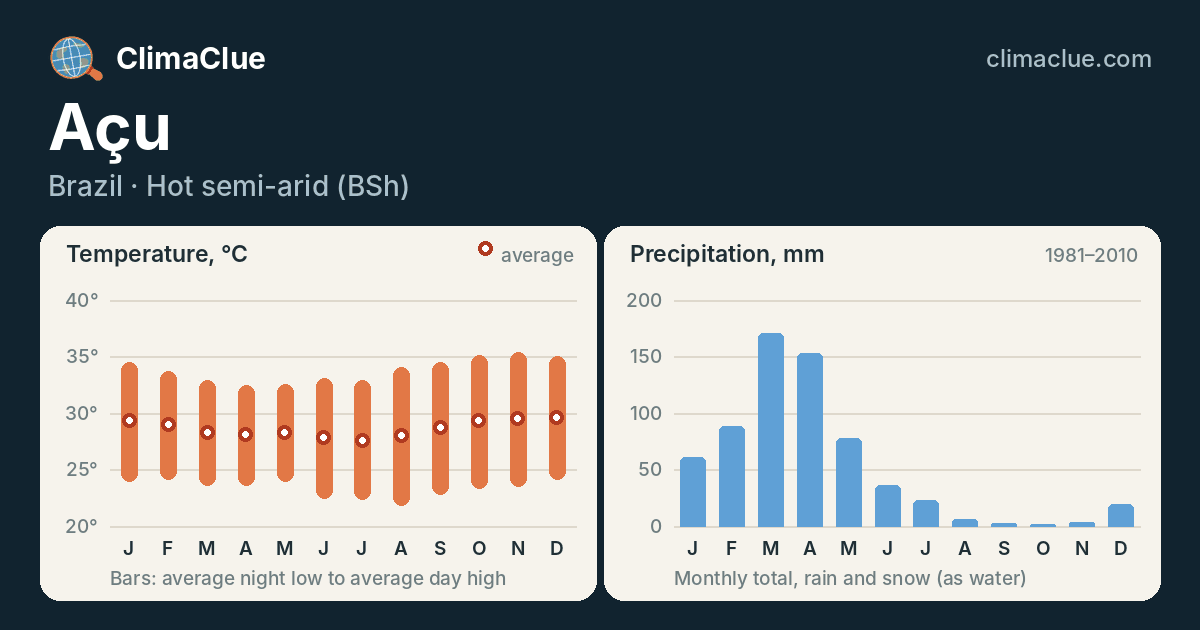 ClimaClue
climaclue.com
Açu
Brazil · Hot semi-arid (BSh)
Temperature, °C
average
40°
35°
30°
25°
20°
J F M A M J J A S O N D
Bars: average night low to average day high
Precipitation, mm
1981–2010
200
150
100
50
0
J F M A M J J A S O N D
Monthly total, rain and snow (as water)